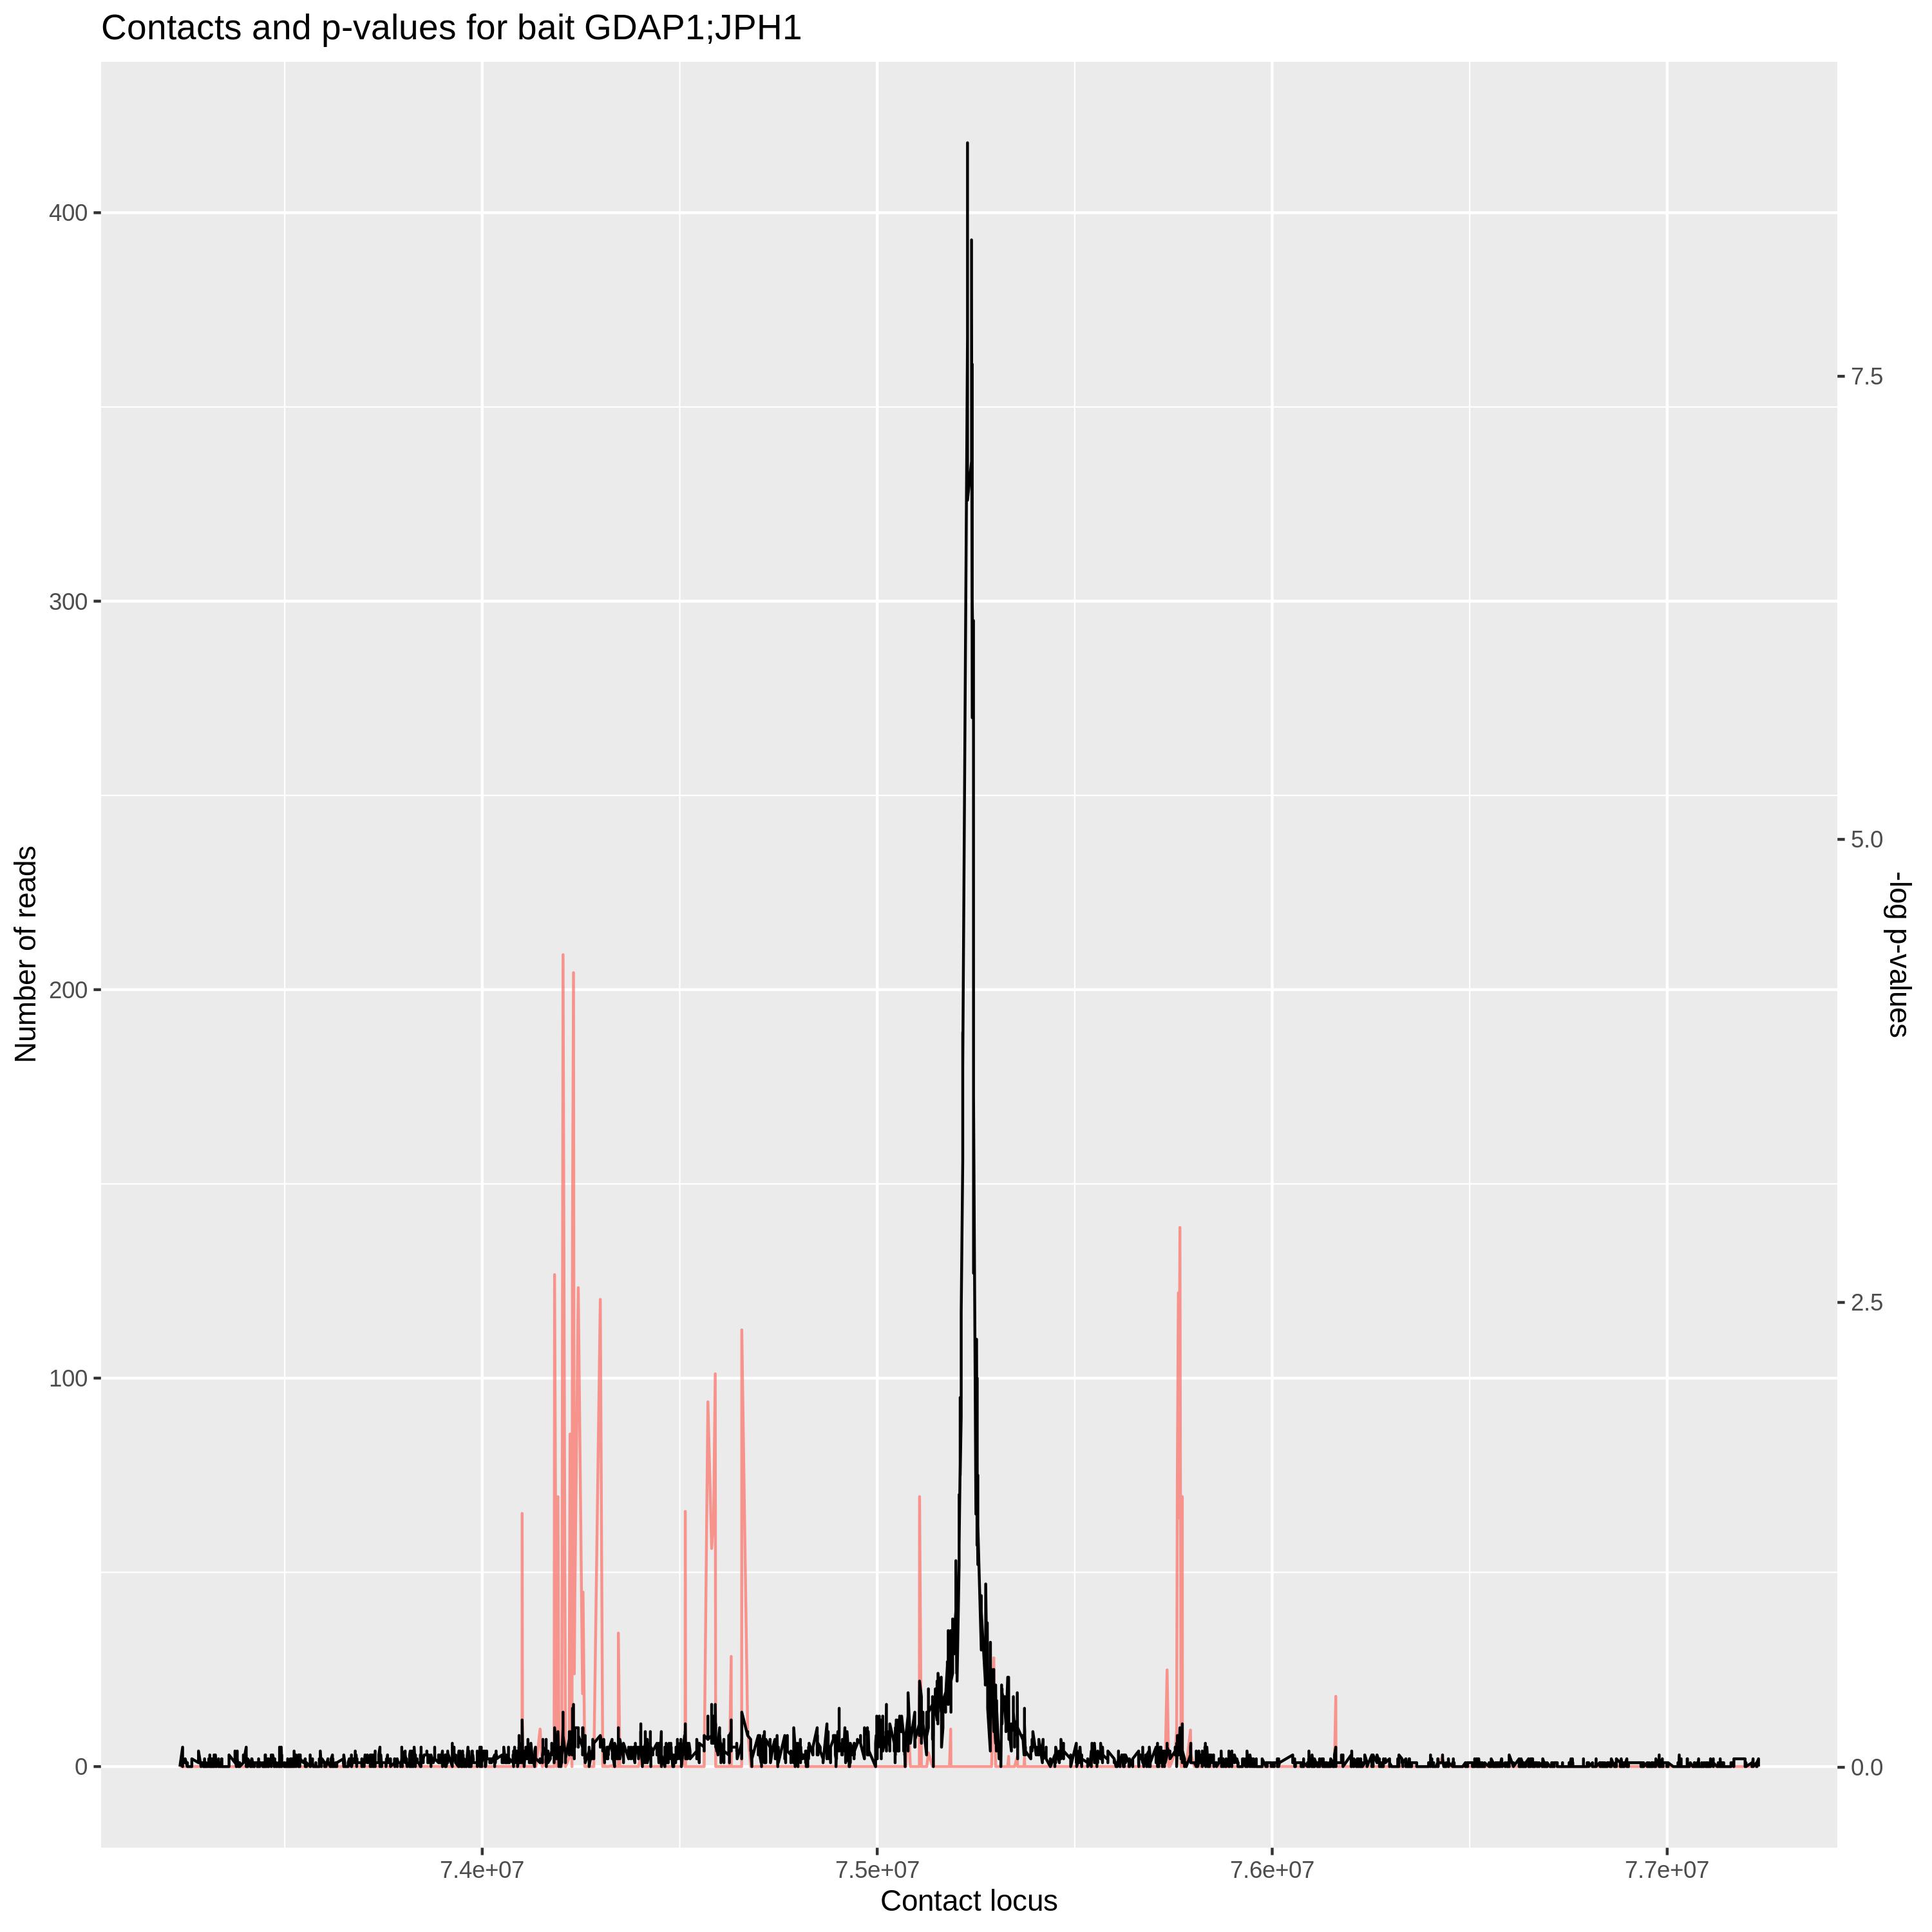 Contacts and p-values for bait GDAP1;JPH1
400
300
200
100
0
Number of reads
7.5
5.0
2.5
0.0
-log p-values
7.4e+07 7.5e+07 7.6e+07 7.7e+07
Contact locus